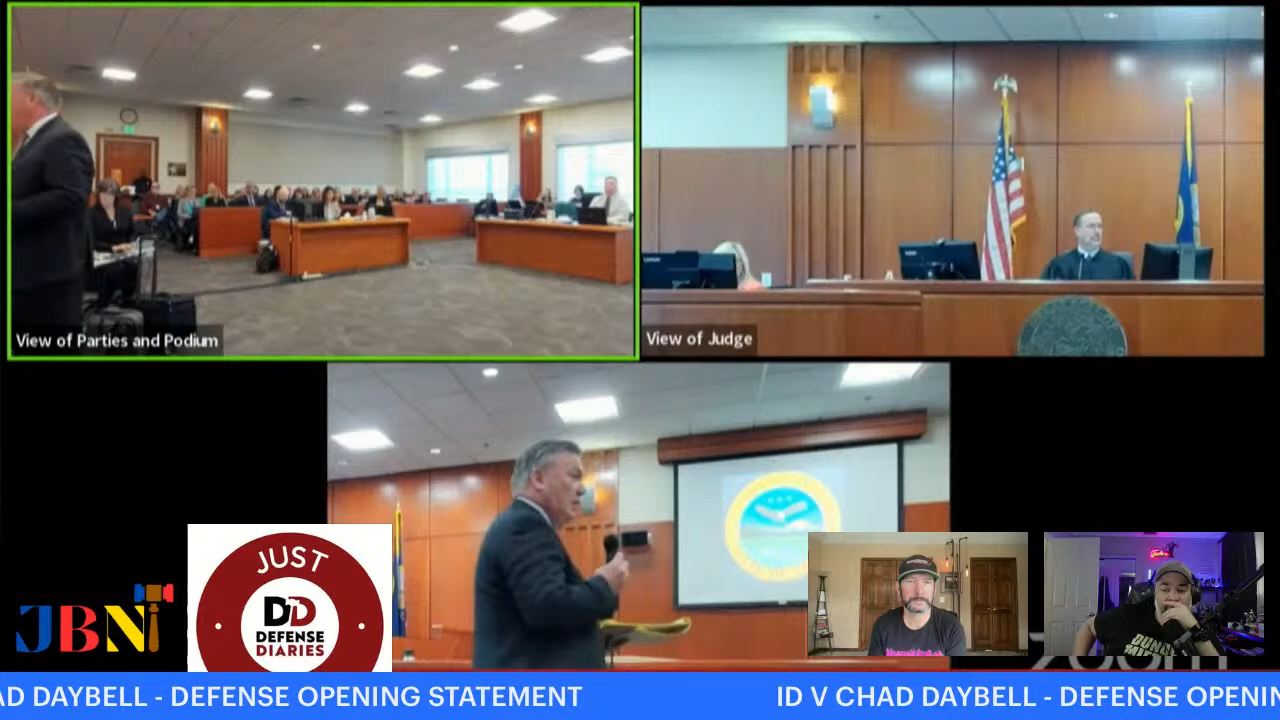 View of Parties and Podium
View of Judge
JUST
DD
DEFENSE
DIARIES
JBN
zoom
AD DAYBELL - DEFENSE OPENING STATEMENT
ID V CHAD DAYBELL - DEFENSE OPENIN